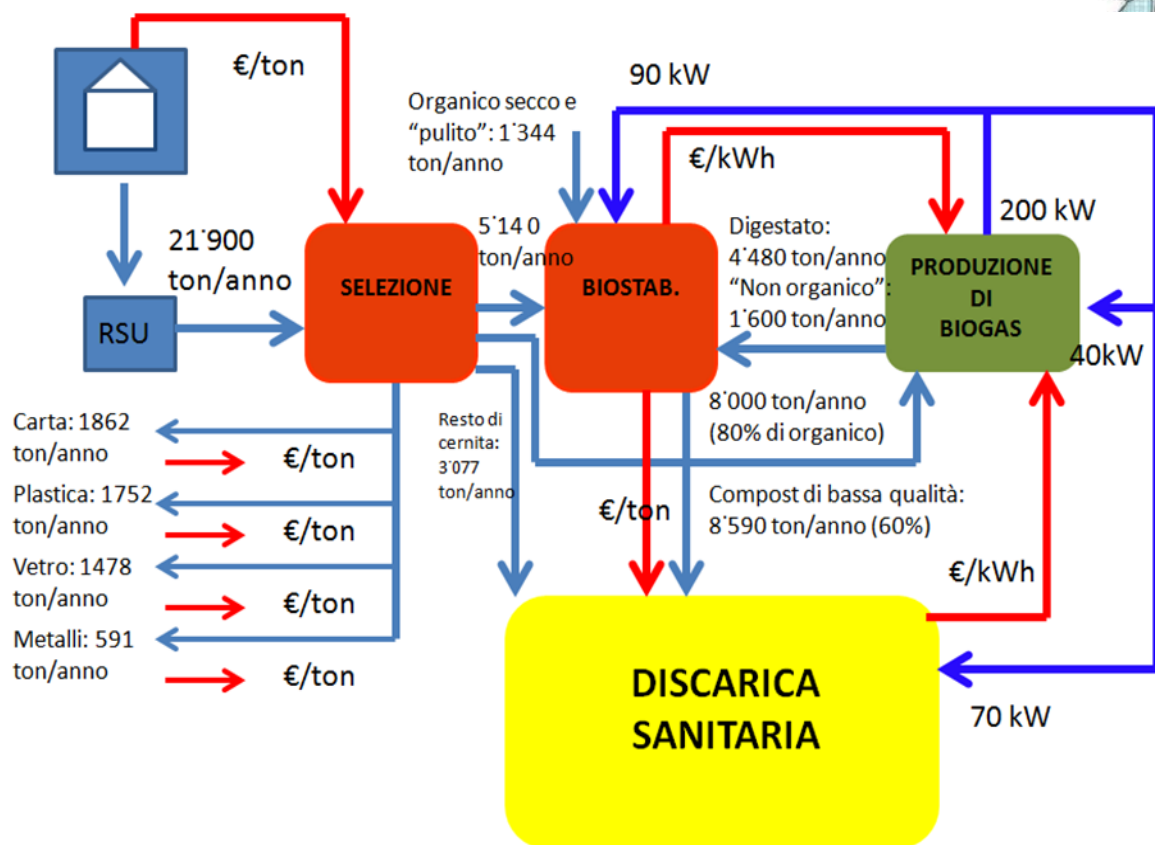 €/ton
90 kW
Organico secco e
“pulito”: 1˙344
ton/anno
€/kWh
21˙900
ton/anno
5˙14 0
ton/anno
Digestato:
4˙480 ton/anno
“Non organico”:
1˙600 ton/anno
200 kW
SELEZIONE
BIOSTAB.
PRODUZIONE
DI
BIOGAS
RSU
40kW
Carta: 1862
ton/anno
€/ton
Plastica: 1752
ton/anno
€/ton
Vetro: 1478
ton/anno
€/ton
Metalli: 591
ton/anno
€/ton
Resto di
cernita:
3˙077
ton/anno
8˙000 ton/anno
(80% di organico)
€/ton
Compost di bassa qualità:
8˙590 ton/anno (60%)
€/kWh
DISCARICA
SANITARIA
70 kW